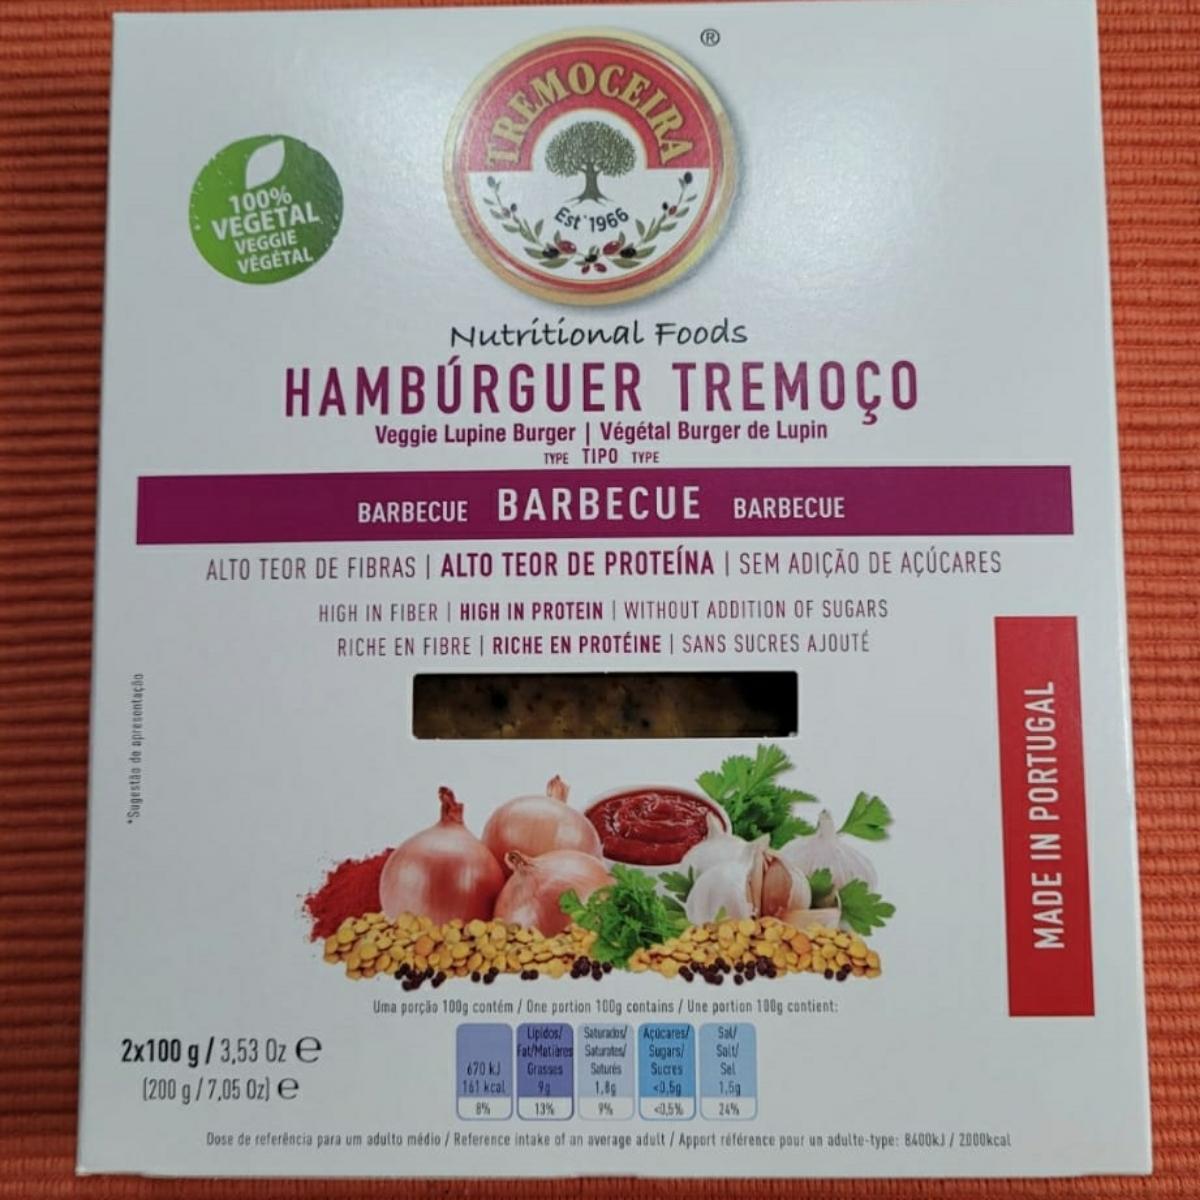 ®
TREMOCEIRA
Est 1966
100%
VEGETAL
VEGGIE
VÉGÉTAL
Nutritional Foods
HAMBÚRGUER TREMOÇO
Veggie Lupine Burger | Végétal Burger de Lupin
TYPE TIPO TYPE
BARBECUE BARBECUE BARBECUE
ALTO TEOR DE FIBRAS | ALTO TEOR DE PROTEÍNA | SEM ADIÇÃO DE AÇÚCARES
HIGH IN FIBER | HIGH IN PROTEIN | WITHOUT ADDITION OF SUGARS
RICHE EN FIBRE | RICHE EN PROTÉINE | SANS SUCRES AJOUTÉ
*Sugestão de apresentação
MADE IN PORTUGAL
Uma porção 100g contém / One portion 100g contains / Une portion 100g contient:
2x100 g / 3,53 Oz e
(200 g / 7,05 Oz) e
670 kJ
161 kcal
8%
Lípidos/
Fat/Matières
Grasses
9g
13%
Saturados/
Saturates/
Saturés
1,8g
9%
Açúcares/
Sugars/
Sucres
<0,5g
<0,5%
Sal/
Salt/
Sel
1,5g
24%
Dose de referência para um adulto médio / Reference intake of an average adult / Apport référence pour un adulte-type: 8400kJ / 2000kcal